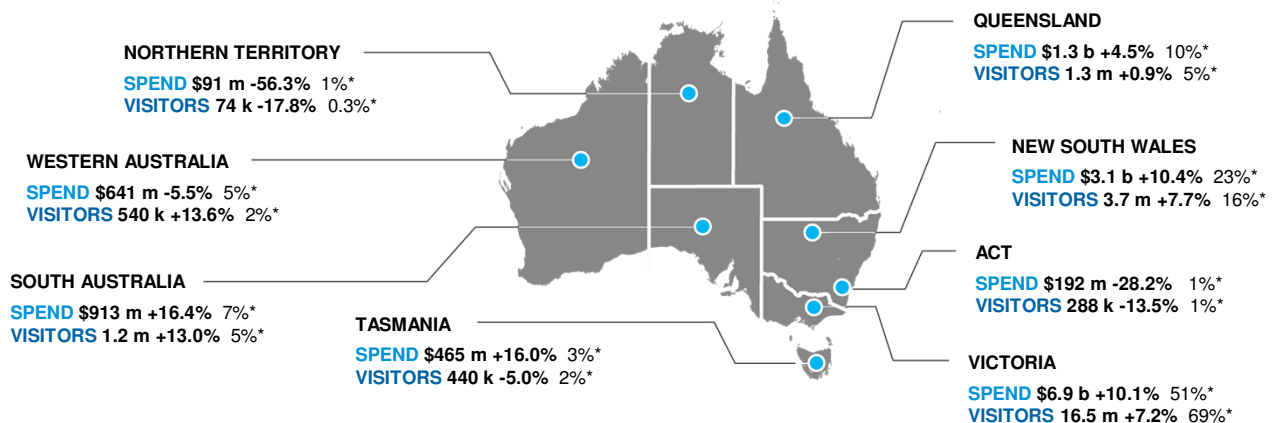 NORTHERN TERRITORY
SPEND $91 m -56.3% 1%*
VISITORS 74 k -17.8% 0.3%*
WESTERN AUSTRALIA
SPEND $641 m -5.5% 5%*
VISITORS 540 k +13.6% 2%*
SOUTH AUSTRALIA
SPEND $913 m +16.4% 7%*
VISITORS 1.2 m +13.0% 5%*
TASMANIA
SPEND $465 m +16.0% 3%*
VISITORS 440 k -5.0% 2%*
QUEENSLAND
SPEND $1.3 b +4.5% 10%*
VISITORS 1.3 m +0.9% 5%*
NEW SOUTH WALES
SPEND $3.1 b +10.4% 23%*
VISITORS 3.7 m +7.7% 16%*
ACT
SPEND $192 m -28.2% 1%*
VISITORS 288 k -13.5% 1%*
VICTORIA
SPEND $6.9 b +10.1% 51%*
VISITORS 16.5 m +7.2% 69%*